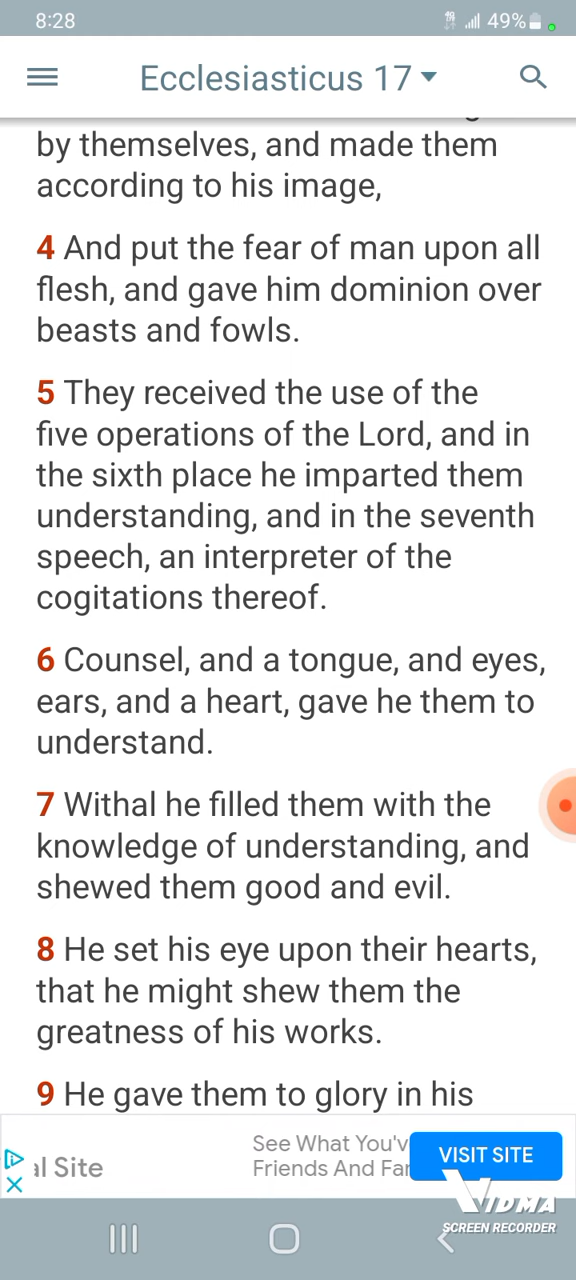 8:28
49%
Ecclesiasticus 17
by themselves, and made them
according to his image,
4 And put the fear of man upon all
flesh, and gave him dominion over
beasts and fowls.
5 They received the use of the
five operations of the Lord, and in
the sixth place he imparted them
understanding, and in the seventh
speech, an interpreter of the
cogitations thereof.
6 Counsel, and a tongue, and eyes,
ears, and a heart, gave he them to
understand.
7 Withal he filled them with the
knowledge of understanding, and
shewed them good and evil.
8 He set his eye upon their hearts,
that he might shew them the
greatness of his works.
9 He gave them to glory in his
al Site
See What You'v
Friends And Far
VISIT SITE
VIDMA
SCREEN RECORDER